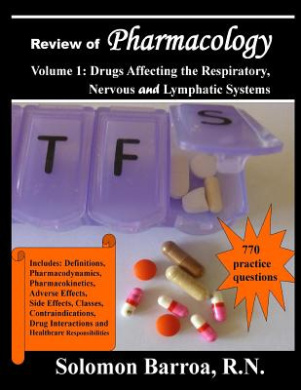 Review of Pharmacology
Volume 1: Drugs Affecting the Respiratory,
Nervous and Lymphatic Systems
T F S
770
practice
questions
Includes: Definitions,
Pharmacodynamics,
Pharmacokinetics,
Adverse Effects,
Side Effects, Classes,
Contraindications,
Drug Interactions and
Healthcare Responsibilities
Solomon Barroa, R.N.